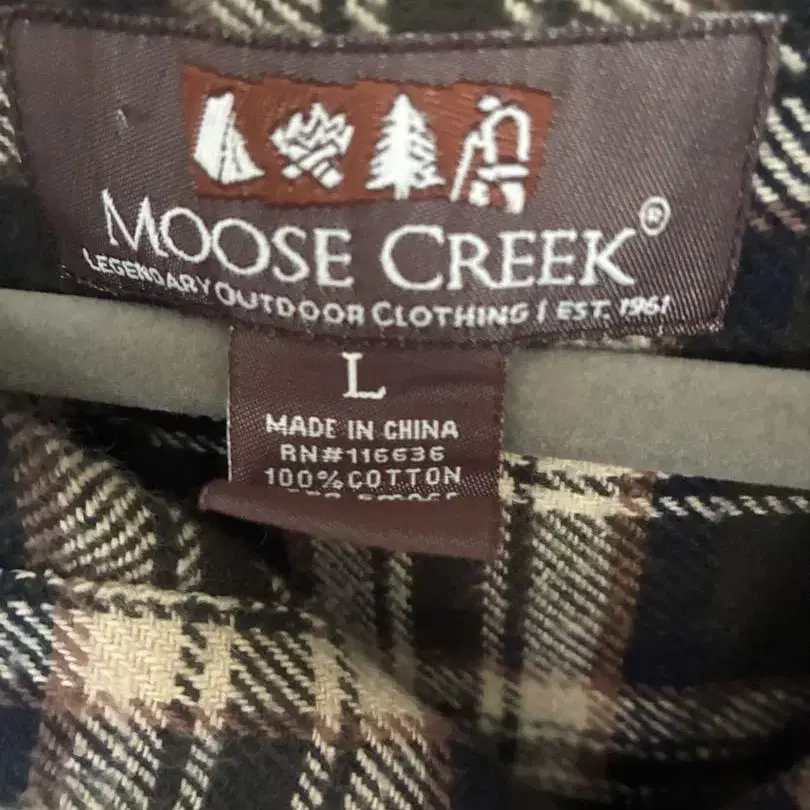 MOOSE CREEK®
LEGENDARY OUTDOOR CLOTHING | EST. 1961
L
MADE IN CHINA
RN#116636
100%COTTON